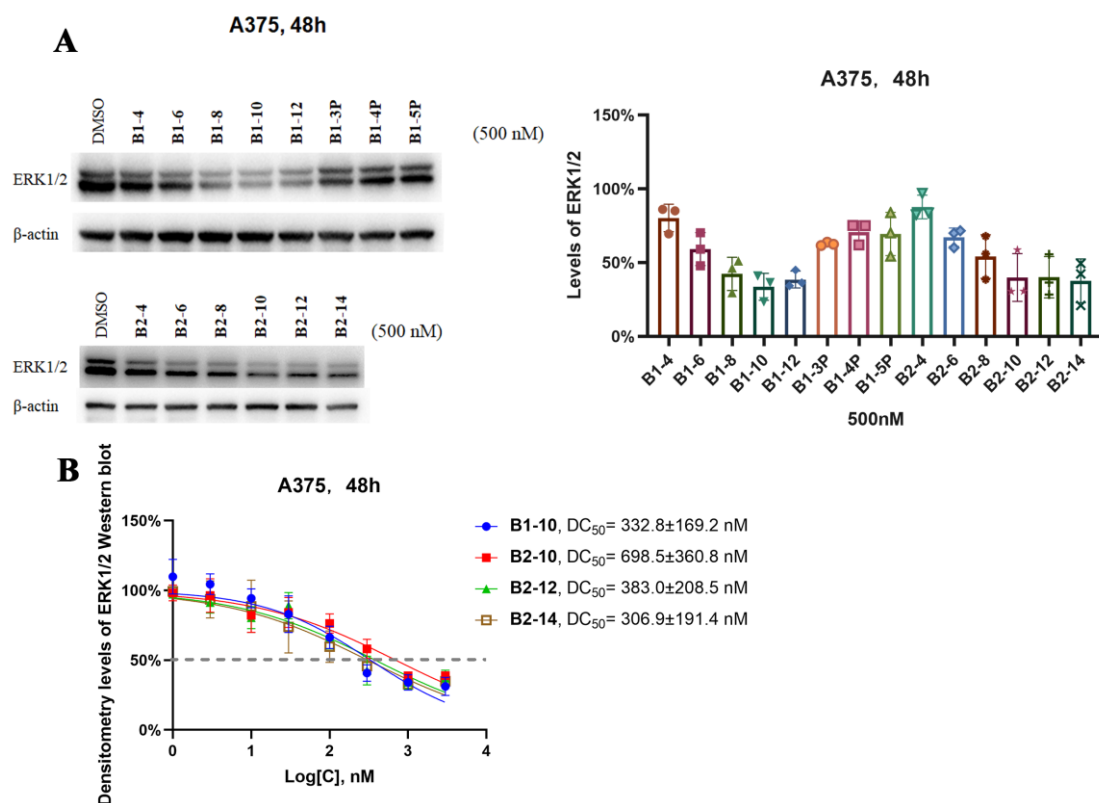 A
A375, 48h
DMSO
B1-4
B1-6
B1-8
B1-10
B1-12
B1-3P
B1-4P
B1-5P
(500 nM)
ERK1/2
β-actin
DMSO
B2-4
B2-6
B2-8
B2-10
B2-12
B2-14
(500 nM)
ERK1/2
β-actin
A375, 48h
Levels of ERK1/2
150%
100%
50%
0%
B1-4
B1-6
B1-8
B1-10
B1-12
B1-3P
B1-4P
B1-5P
B2-4
B2-6
B2-8
B2-10
B2-12
B2-14
500nM
B
A375, 48h
Densitometry levels of ERK1/2 Western blot
150%
100%
50%
0%
0
1
2
3
4
Log[C], nM
B1-10, DC50= 332.8±169.2 nM
B2-10, DC50= 698.5±360.8 nM
B2-12, DC50= 383.0±208.5 nM
B2-14, DC50= 306.9±191.4 nM